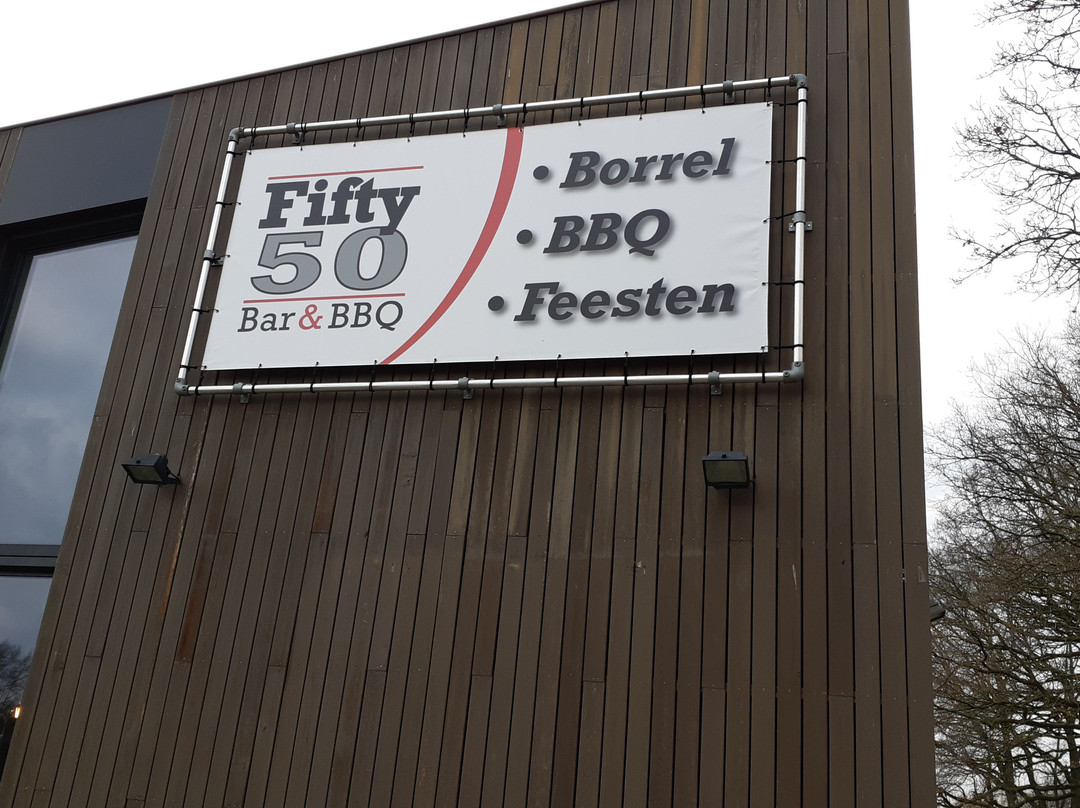 Fifty
50
Bar & BBQ
• Borrel
• BBQ
• Feesten